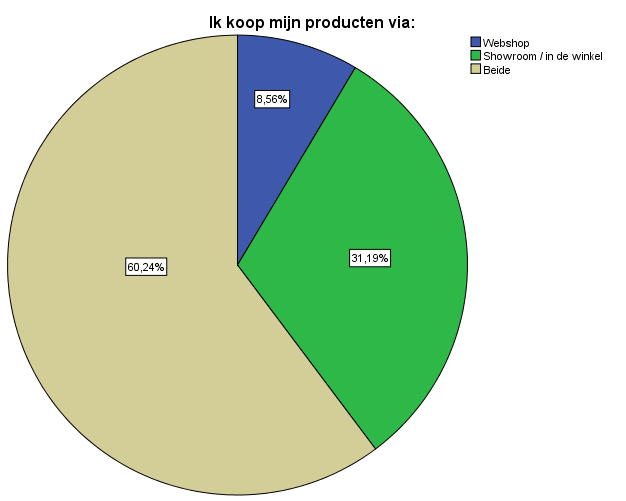 Ik koop mijn producten via:
Webshop
Showroom / in de winkel
Beide
8,56%
31,19%
60,24%